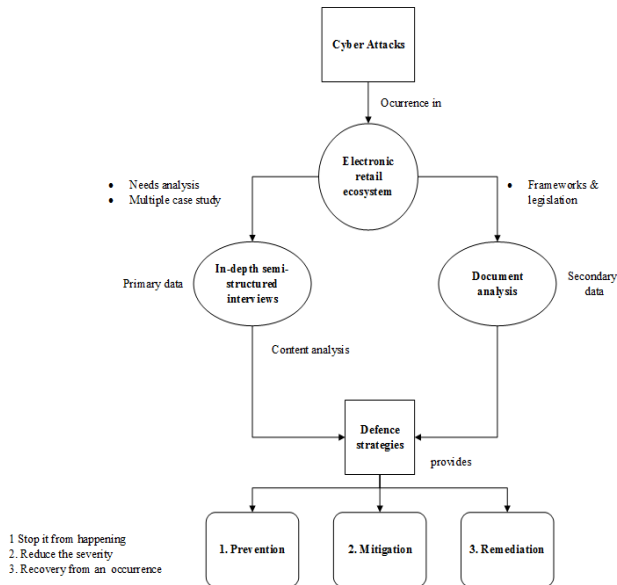 Cyber Attacks
Ocurrence in
Electronic
retail
ecosystem
• Needs analysis
• Multiple case study
• Frameworks &
legislation
Primary data
In-depth semi-
structured
interviews
Document
analysis
Secondary
data
Content analysis
Defence
strategies
provides
1. Prevention
2. Mitigation
3. Remediation
1 Stop it from happening
2. Reduce the severity
3. Recovery from an occurrence